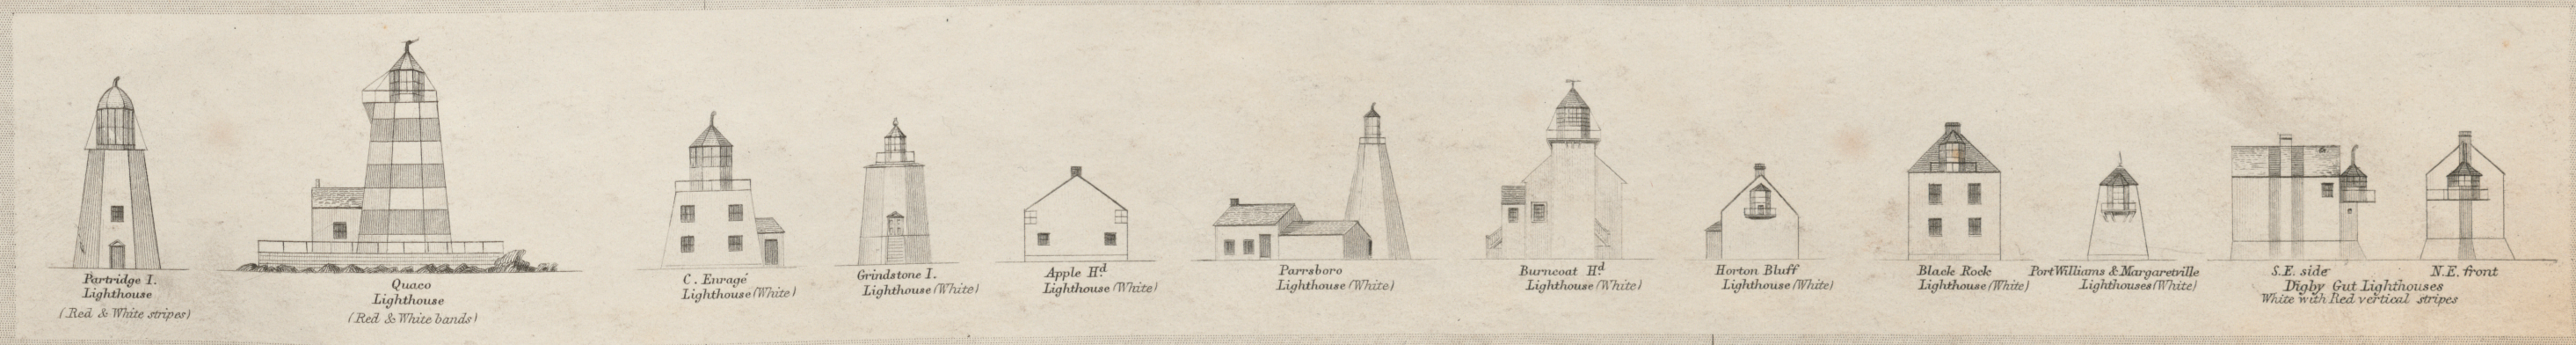 Partridge I.
Lighthouse
(Red & White stripes)
Quaco
Lighthouse
(Red & White bands)
C. Enragé
Lighthouse (White)
Grindstone I.
Lighthouse (White)
Apple Hd
Lighthouse (White)
Parrsboro
Lighthouse (White)
Burncoat Hd.
Lighthouse (White)
Horton Bluff
Lighthouse (White)
Black Rock
Lighthouse (White)
Port Williams & Margaretville
Lighthouses (White)
S.E. side
N.E. front
Digby Gut Lighthouses
White with Red vertical stripes